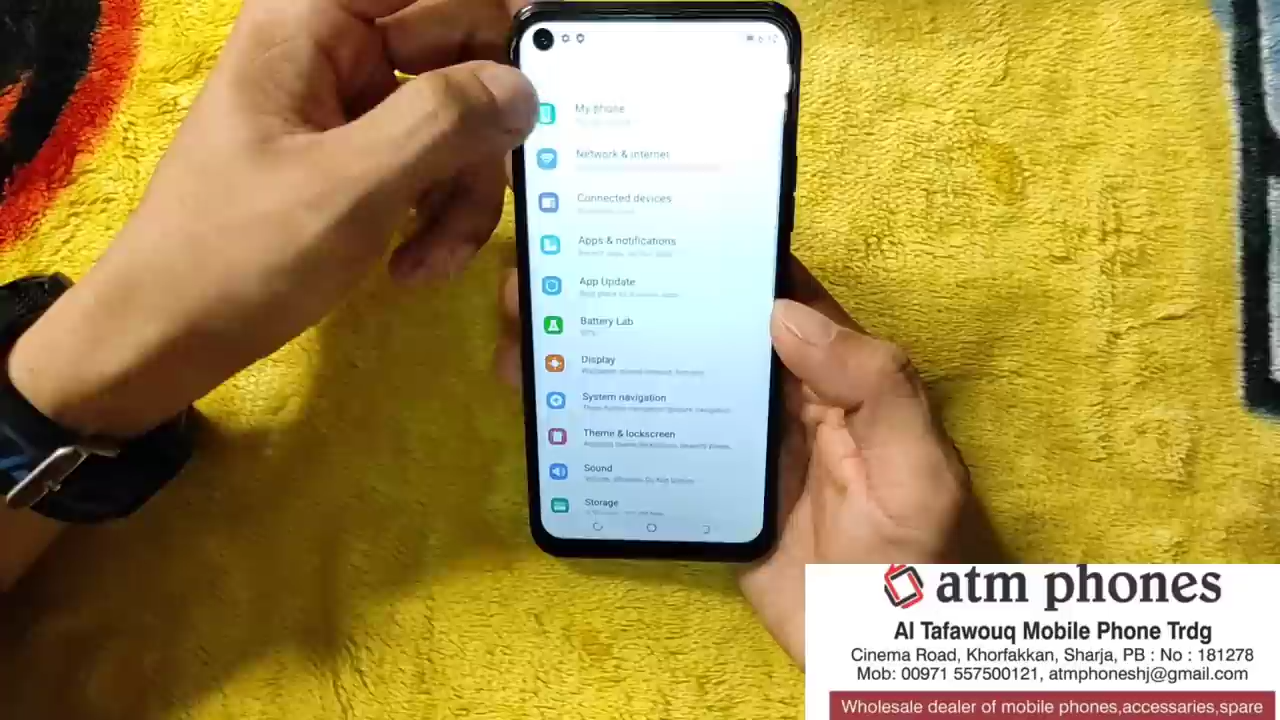 My phone
Network & internet
Connected devices
Apps & notifications
App Update
Battery Lab
Display
System navigation
Theme & lockscreen
Sound
Storage
atm phones
Al Tafawouq Mobile Phone Trdg
Cinema Road, Khorfakkan, Sharja, PB : No : 181278
Mob: 00971 557500121, atmphoneshj@gmail.com
Wholesale dealer of mobile phones,accessaries,spare